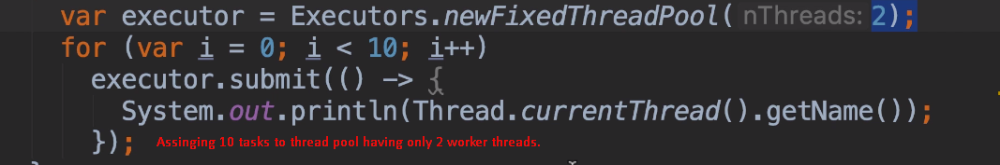 var executor = Executors.newFixedThreadPool( nThreads: 2);
for (var i = 0; i < 10; i++)
executor.submit(() -> {
System.out.println(Thread.currentThread().getName());
}); Assinging 10 tasks to thread pool having only 2 worker threads.